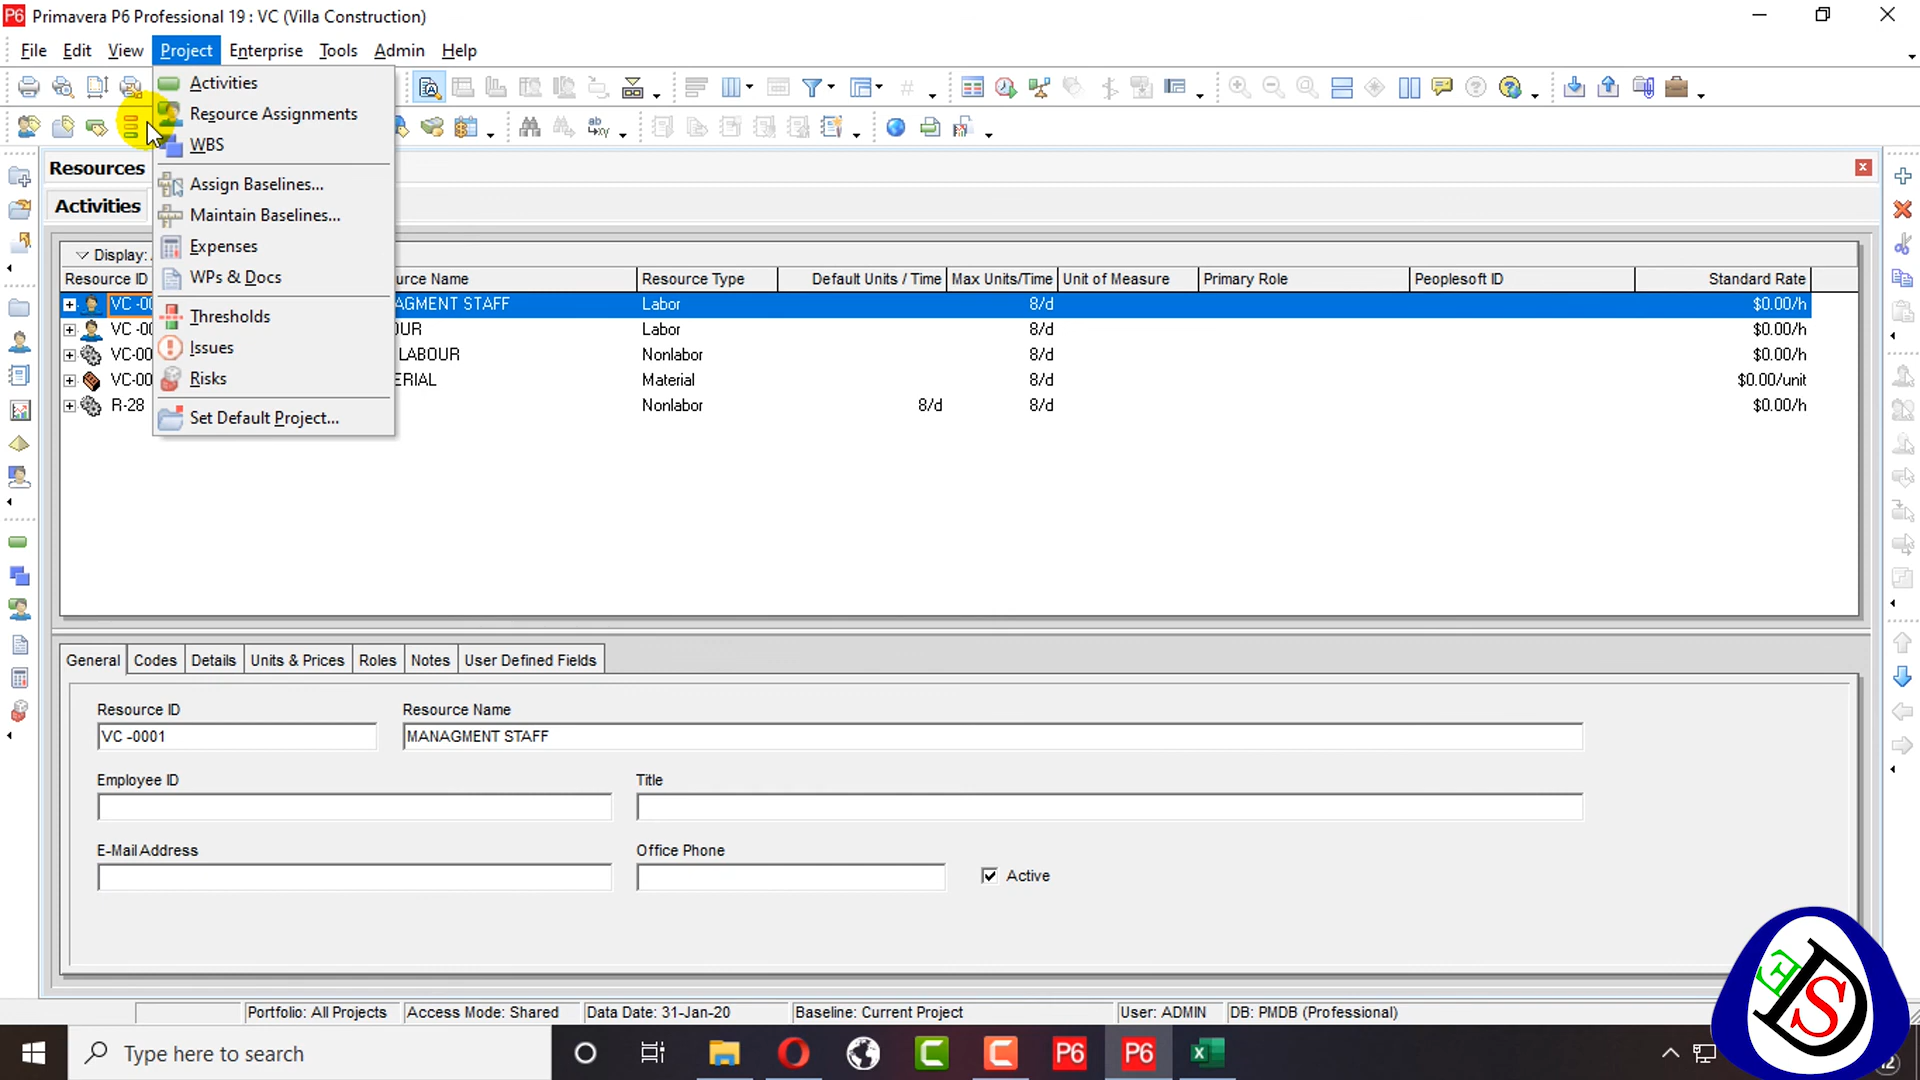 Primavera P6 Professional 19 : VC (Villa Construction)
File Edit View Project Enterprise Tools Admin Help
Activities
Resource Assignments
WBS
Assign Baselines...
Maintain Baselines...
Expenses
WPs & Docs
Thresholds
Issues
Risks
Set Default Project...
Resources
Activities
Display:
Resource ID urce Name Resource Type Default Units / Time Max Units/Time Unit of Measure Primary Role Peoplesoft ID Standard Rate
VC -00 AGMENT STAFF Labor 8/d $0.00/h
VC -00 OUR Labor 8/d $0.00/h
VC-00 LABOUR Nonlabor 8/d $0.00/h
VC-00 ERIAL Material 8/d $0.00/unit
R-28 Nonlabor 8/d 8/d $0.00/h
General Codes Details Units & Prices Roles Notes User Defined Fields
Resource ID Resource Name
VC -0001 MANAGMENT STAFF
Employee ID Title
E-Mail Address Office Phone
Active
Portfolio: All Projects Access Mode: Shared Data Date: 31-Jan-20 Baseline: Current Project User: ADMIN DB: PMDB (Professional)
Type here to search
P6 P6
E D S